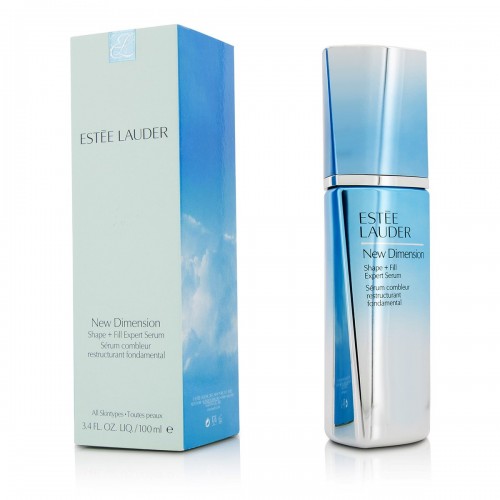 ESTĒE LAUDER
New Dimension
Shape + Fill Expert Serum
Sérum combleur
restructurant fondamental
All Skintypes • Toutes peaux
3.4 FL. OZ. LIQ. / 100 ml ℮
ESTĒE
LAUDER
New Dimension
Shape + Fill
Expert Serum
Sérum combleur
restructurant
fondamental